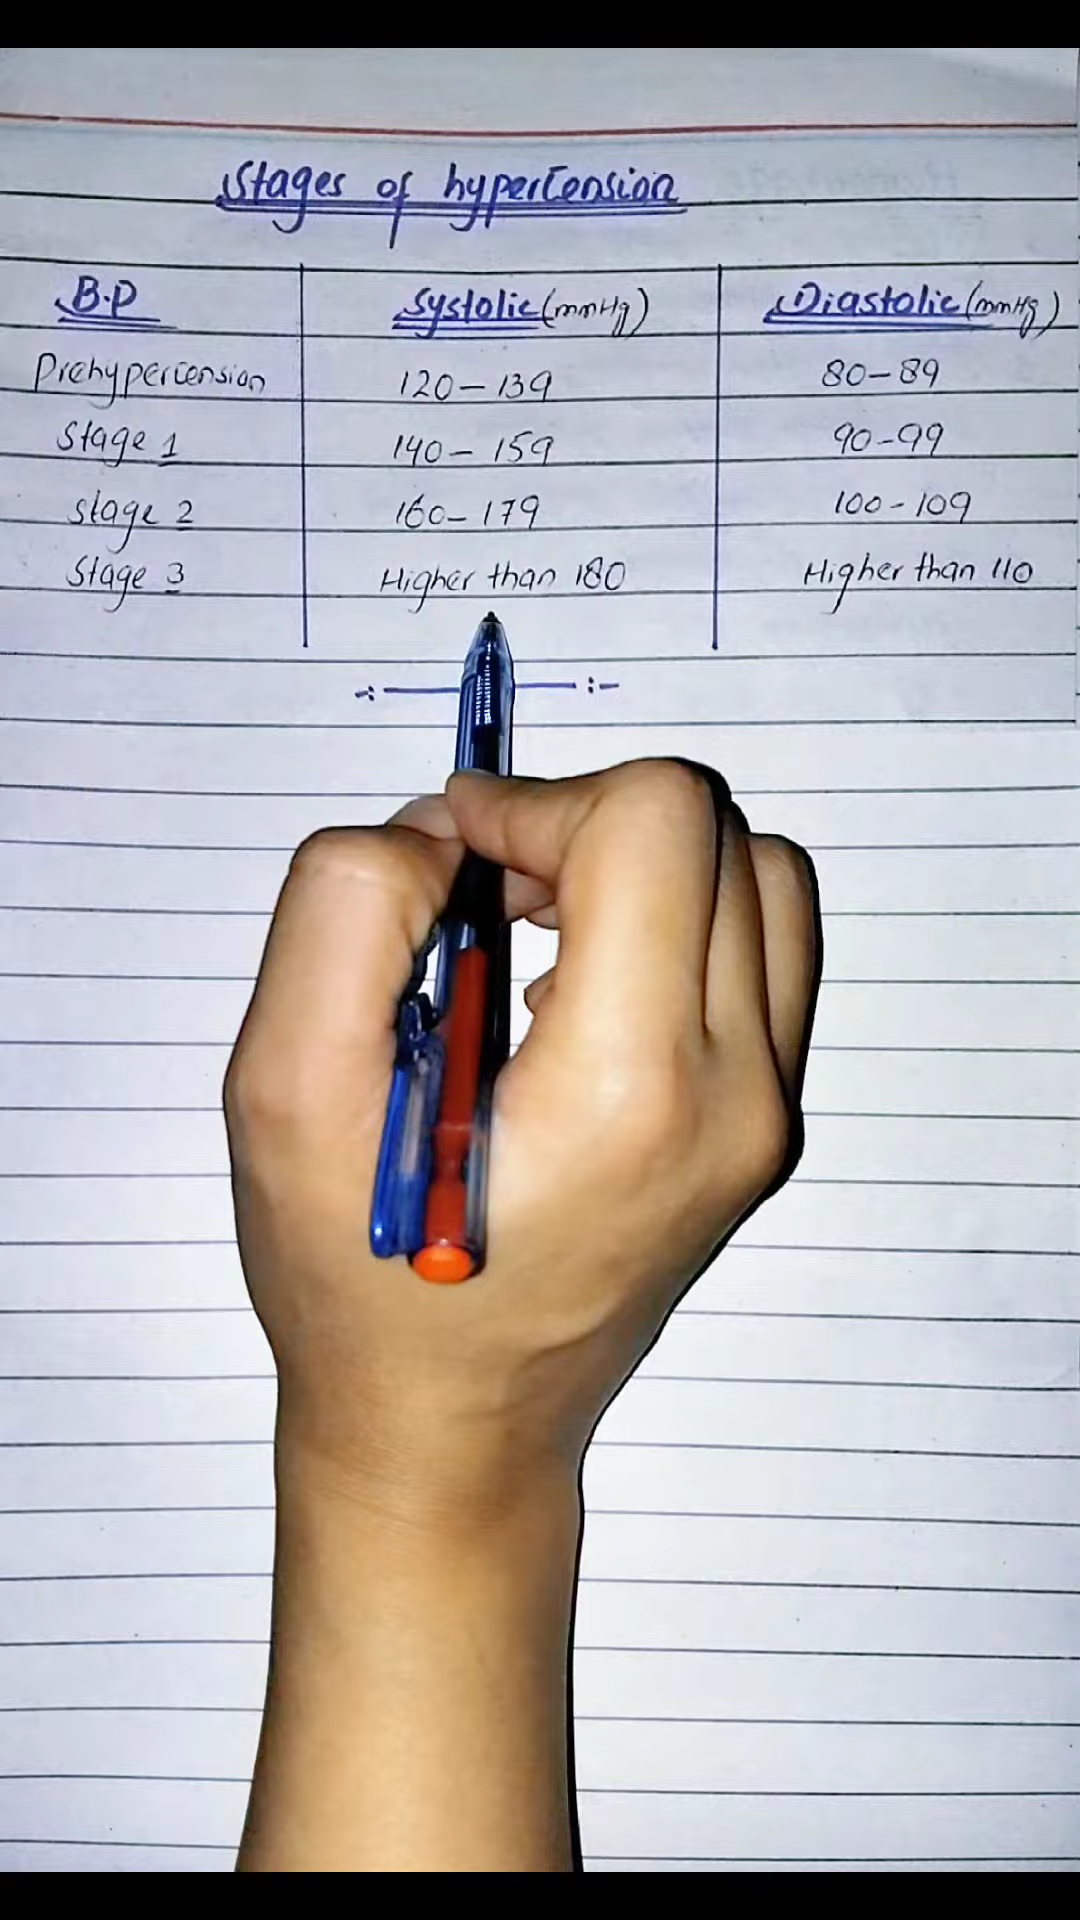 Stages of hypertension
B.P Systolic (mmHg) Diastolic (mmHg)
Prehypertension 120 - 139 80 - 89
Stage 1 140 - 159 90 - 99
Stage 2 160 - 179 100 - 109
Stage 3 Higher than 180 Higher than 110